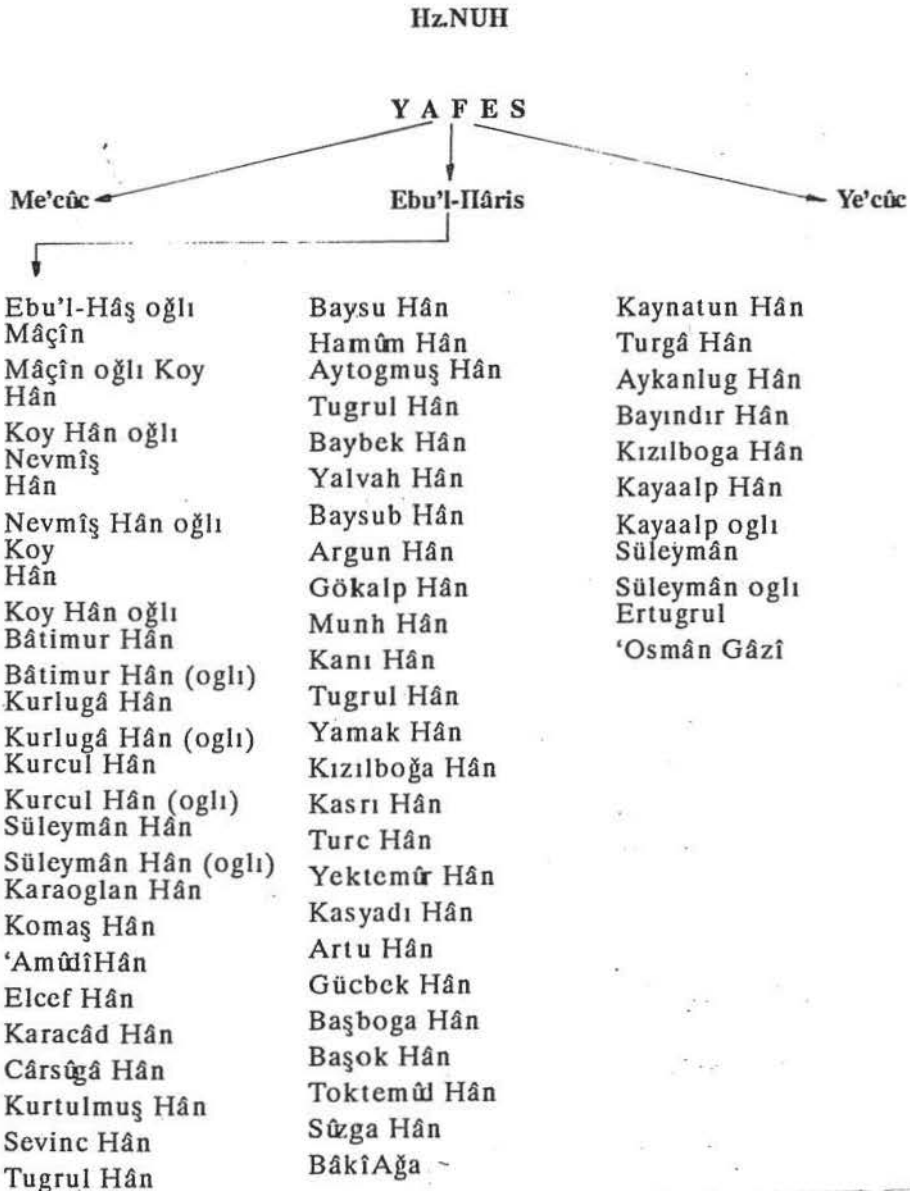 Hz.NUH
Y A F E S
Me'cûc
Ebu'l-Hâris
Ye'cûc
Ebu'l-Hâş oğlı
Mâçîn
Mâçîn oğlı Koy
Hân
Koy Hân oğlı
Nevmîş
Hân
Nevmîş Hân oğlı
Koy
Hân
Koy Hân oğlı
Bâtimur Hân
Bâtimur Hân (oglı)
Kurlugâ Hân
Kurlugâ Hân (oglı)
Kurcul Hân
Kurcul Hân (oglı)
Süleymân Hân
Süleymân Hân (oglı)
Karaoglan Hân
Komaş Hân
‘AmûdîHân
Elcef Hân
Karacâd Hân
Cârsûgâ Hân
Kurtulmuş Hân
Sevinc Hân
Tugrul Hân
Baysu Hân
Hamûm Hân
Aytogmuş Hân
Tugrul Hân
Baybek Hân
Yalvah Hân
Baysub Hân
Argun Hân
Gökalp Hân
Munh Hân
Kanı Hân
Tugrul Hân
Yamak Hân
Kızılboğa Hân
Kasrı Hân
Turc Hân
Yektemûr Hân
Kasyadı Hân
Artu Hân
Gücbek Hân
Başboga Hân
Başok Hân
Toktemûl Hân
Sûzga Hân
BâkîAğa
Kaynatun Hân
Turgâ Hân
Aykanlug Hân
Bayındır Hân
Kızılboga Hân
Kayaalp Hân
Kayaalp oglı
Süleymân
Süleymân oglı
Ertugrul
‘Osmân Gâzî